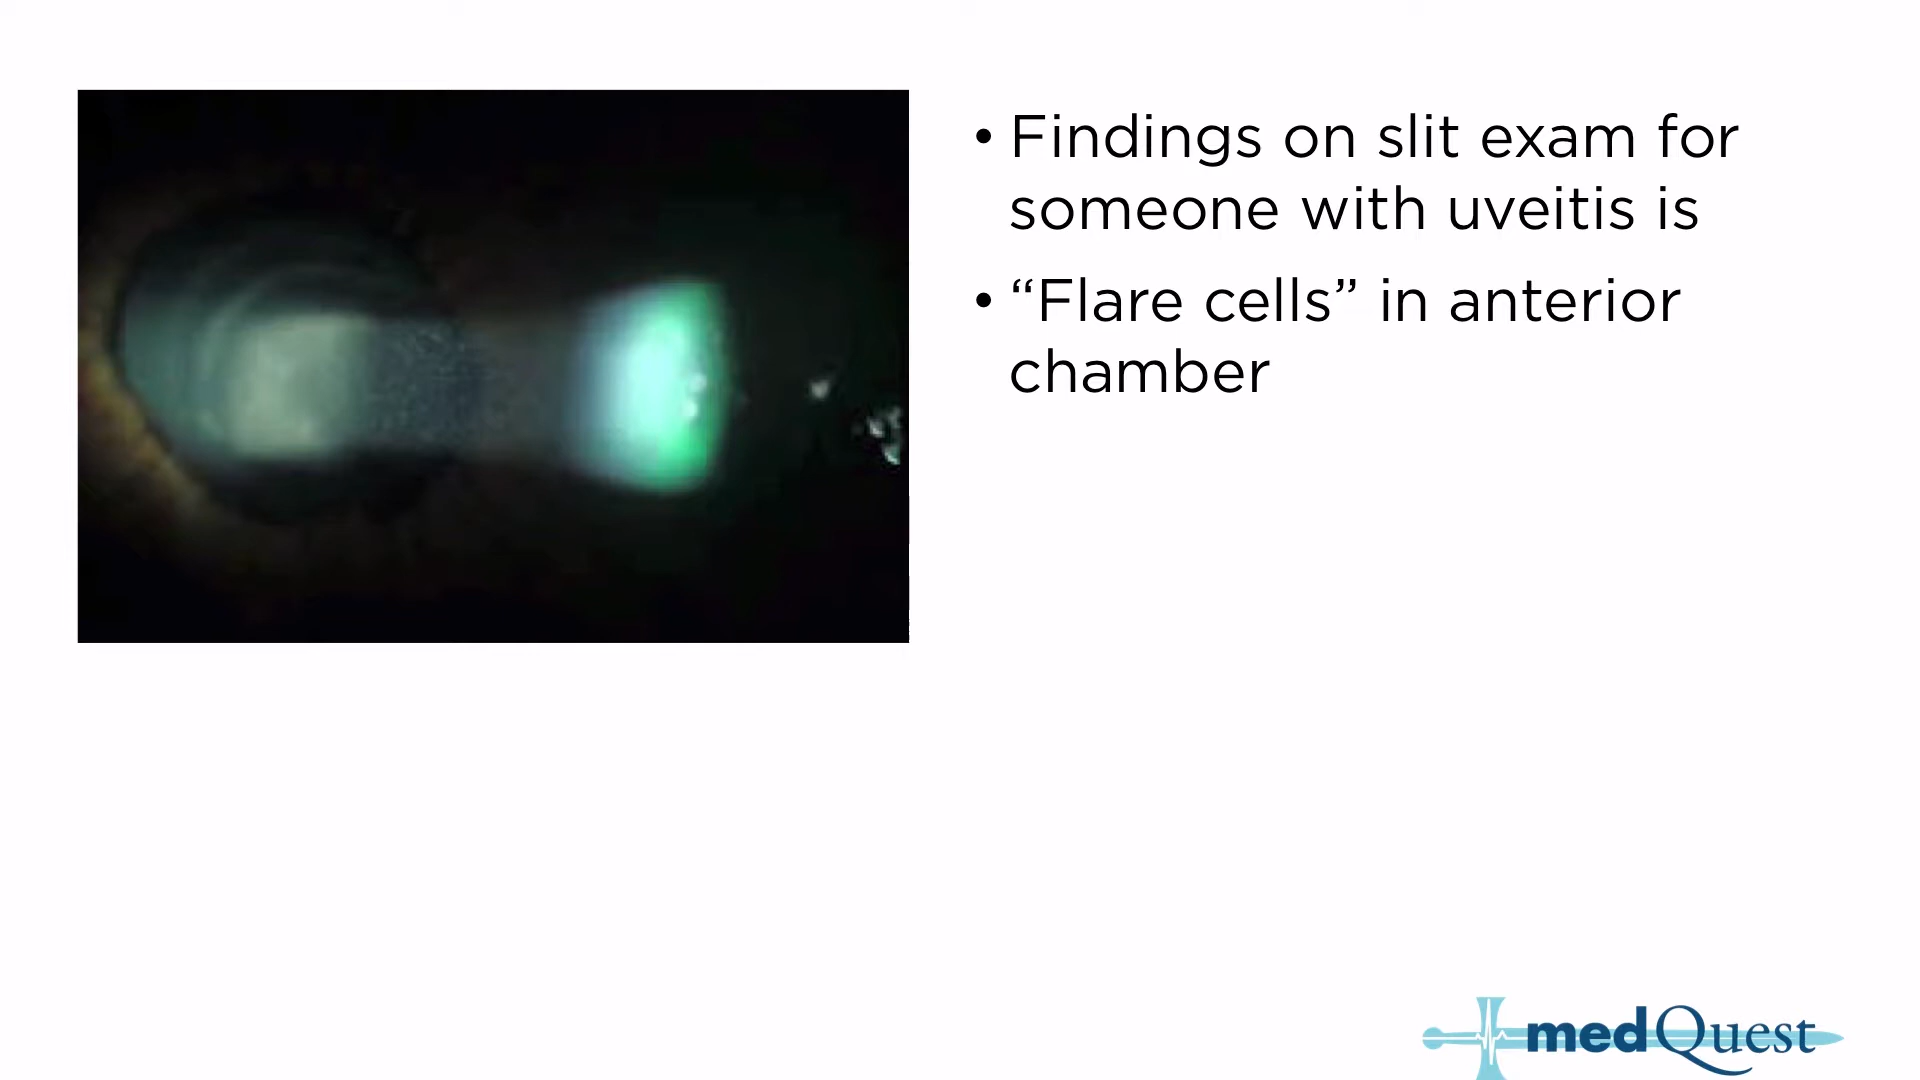 • Findings on slit exam for
someone with uveitis is
• “Flare cells” in anterior
chamber
medQuest